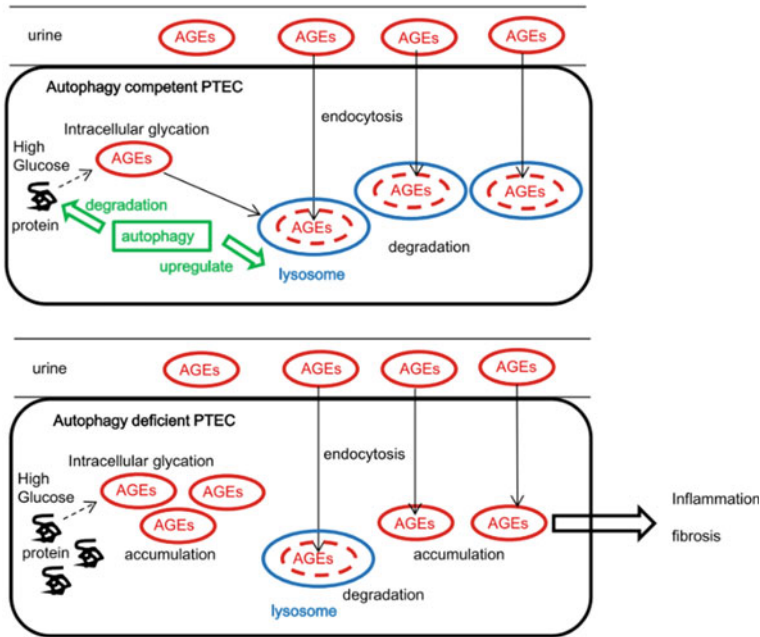 urine
AGEs
AGEs
AGEs
AGEs
Autophagy competent PTEC
Intracellular glycation
endocytosis
High
Glucose
AGEs
AGEs
AGEs
degradation
protein
autophagy
AGEs
degradation
upregulate
lysosome
urine
AGEs
AGEs
AGEs
AGEs
Autophagy deficient PTEC
Intracellular glycation
endocytosis
High
Glucose
AGEs
AGEs
Inflammation
AGEs
AGEs
AGEs
fibrosis
protein
accumulation
accumulation
AGEs
degradation
lysosome